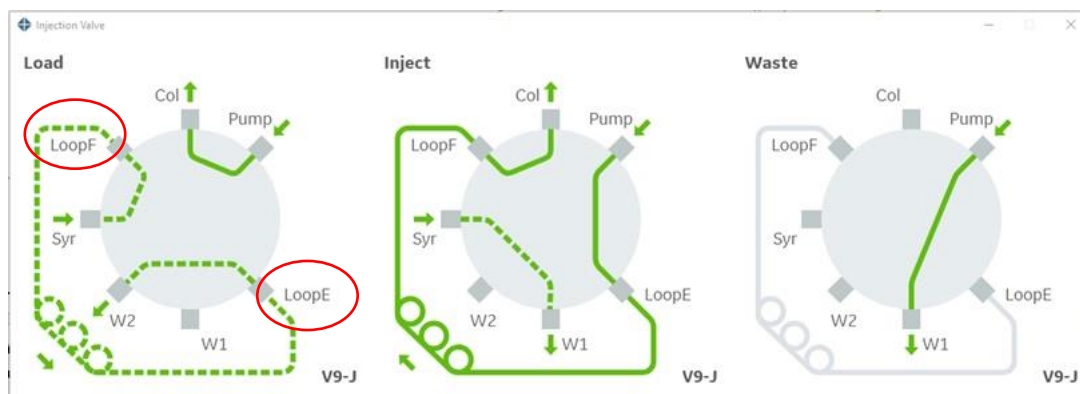 Injection Valve
Load
Col
Pump
LoopF
Syr
LoopE
W2
W1
V9-J
Inject
Col
Pump
LoopF
Syr
LoopE
W2
W1
V9-J
Waste
Col
Pump
LoopF
Syr
LoopE
W2
W1
V9-J